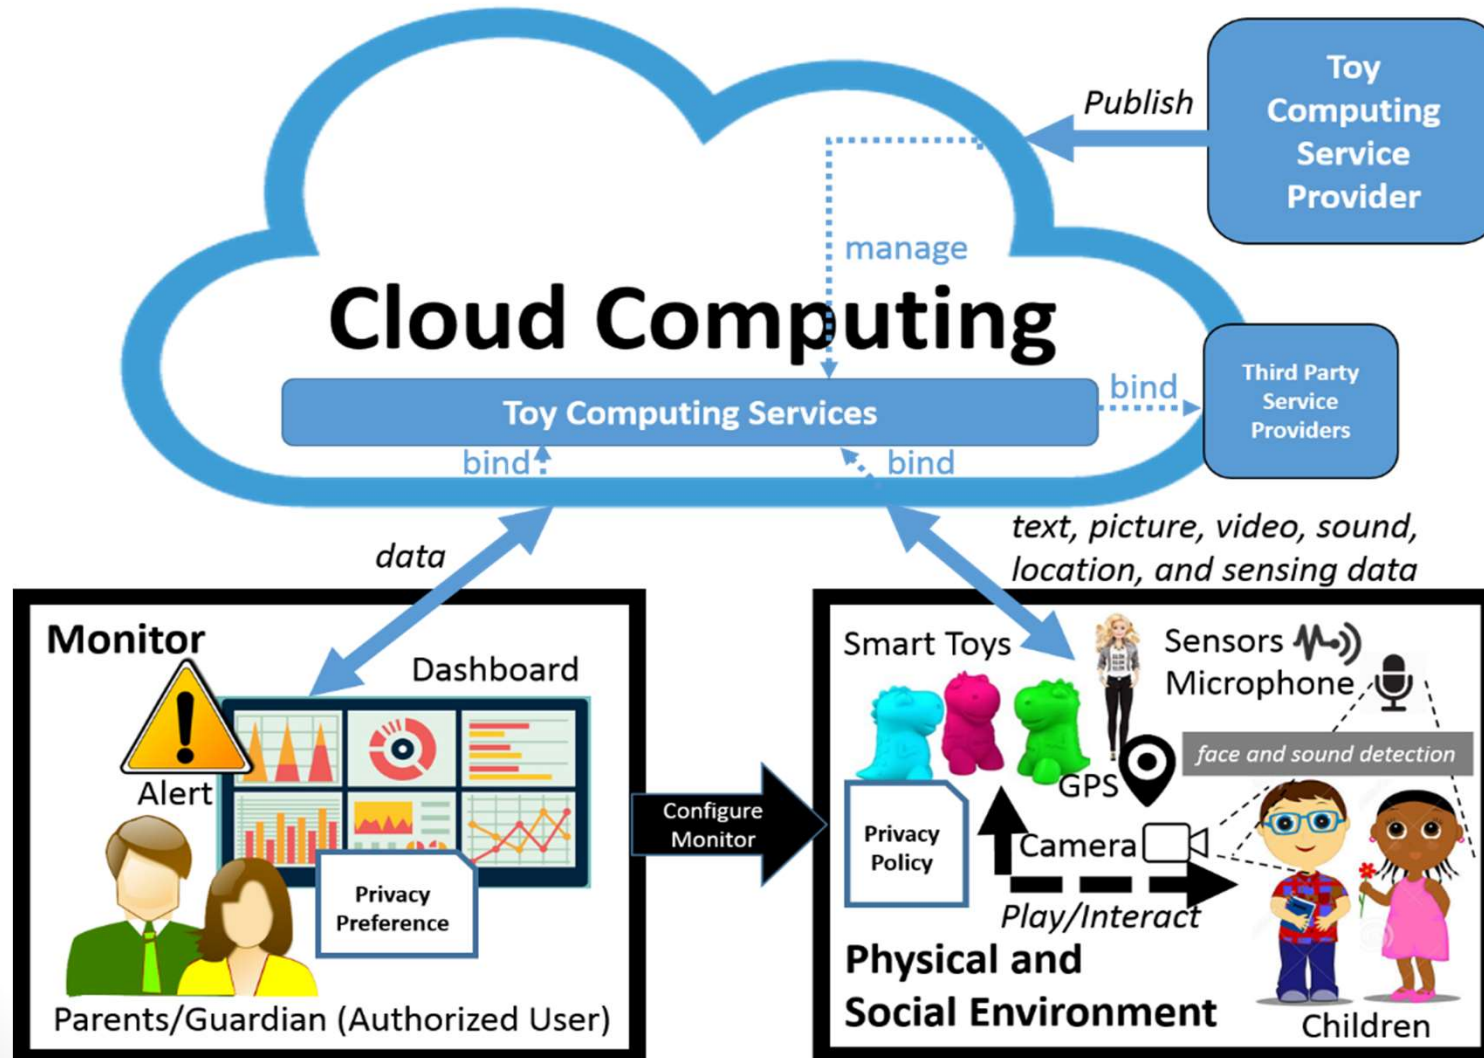 Toy
Computing
Service
Provider
Publish
manage
Cloud Computing
Toy Computing Services
bind
Third Party
Service
Providers
bind
bind
data
text, picture, video, sound,
location, and sensing data
Monitor
Dashboard
Alert
Privacy
Preference
Parents/Guardian (Authorized User)
Configure
Monitor
Smart Toys
Sensors
Microphone
face and sound detection
GPS
Privacy
Policy
Camera
Play/Interact
Physical and
Social Environment
Children